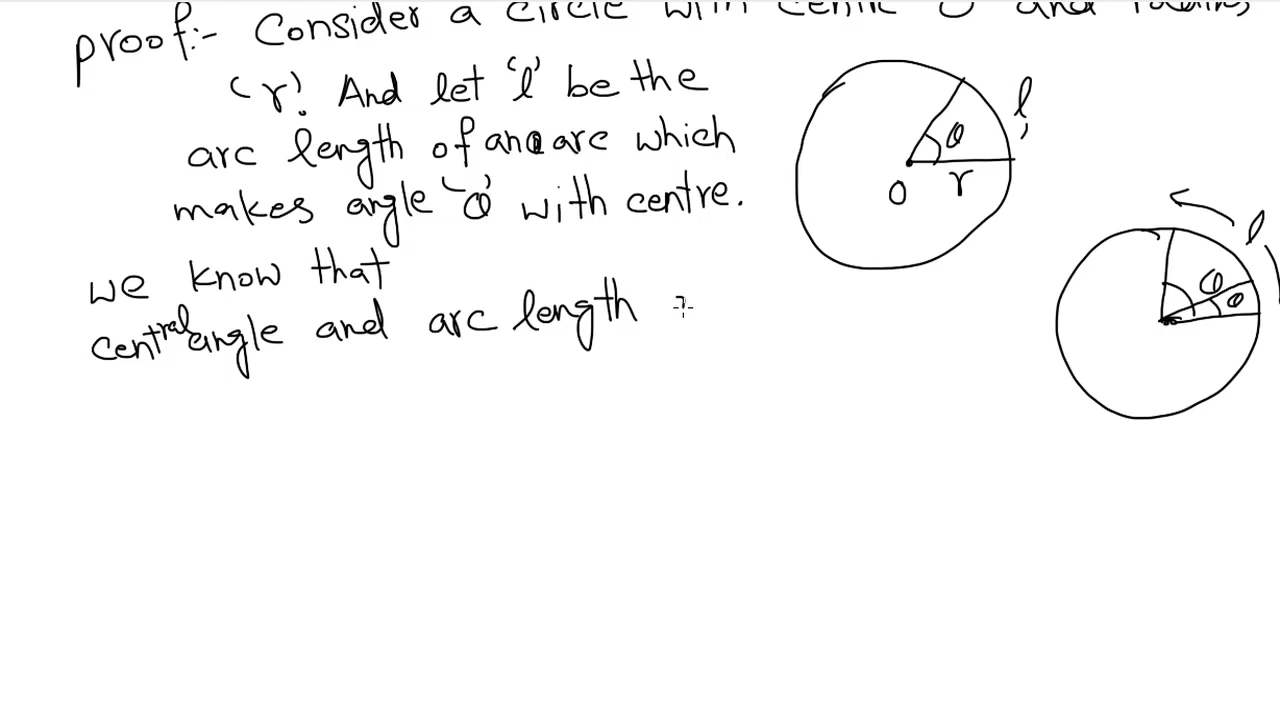 proof:- Consider a circle with centre O and radius
'r'. And let 'l' be the
arc length of an arc which
makes angle 'θ' with centre.
we know that
central angle and arc length
l
θ
O
r
l
θ
θ